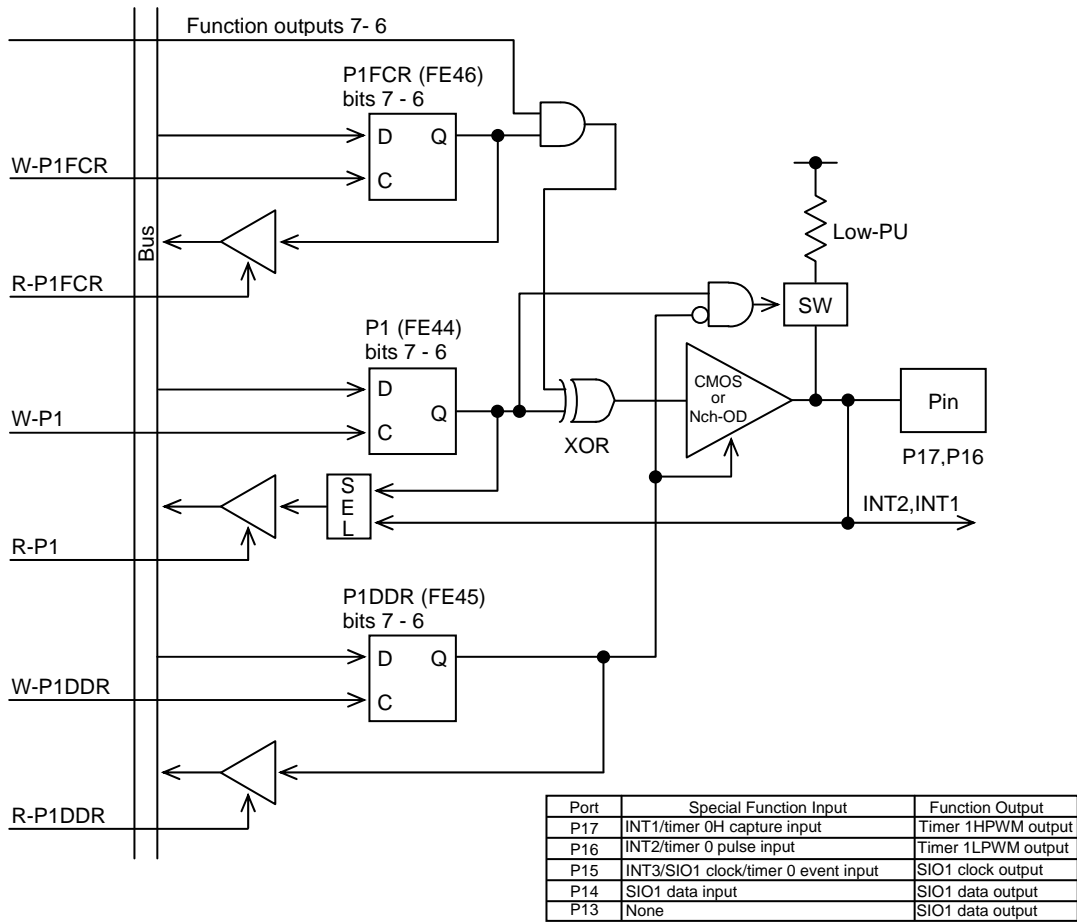 Function outputs 7- 6
P1FCR (FE46)
bits 7 - 6
D Q
C
W-P1FCR
Bus
R-P1FCR
Low-PU
SW
P1 (FE44)
bits 7 - 6
D
Q
C
W-P1
XOR
CMOS
or
Nch-OD
Pin
P17,P16
SEL
INT2,INT1
R-P1
P1DDR (FE45)
bits 7 - 6
D Q
C
W-P1DDR
R-P1DDR
Port Special Function Input Function Output
P17 INT1/timer 0H capture input Timer 1HPWM output
P16 INT2/timer 0 pulse input Timer 1LPWM output
P15 INT3/SIO1 clock/timer 0 event input SIO1 clock output
P14 SIO1 data input SIO1 data output
P13 None SIO1 data output